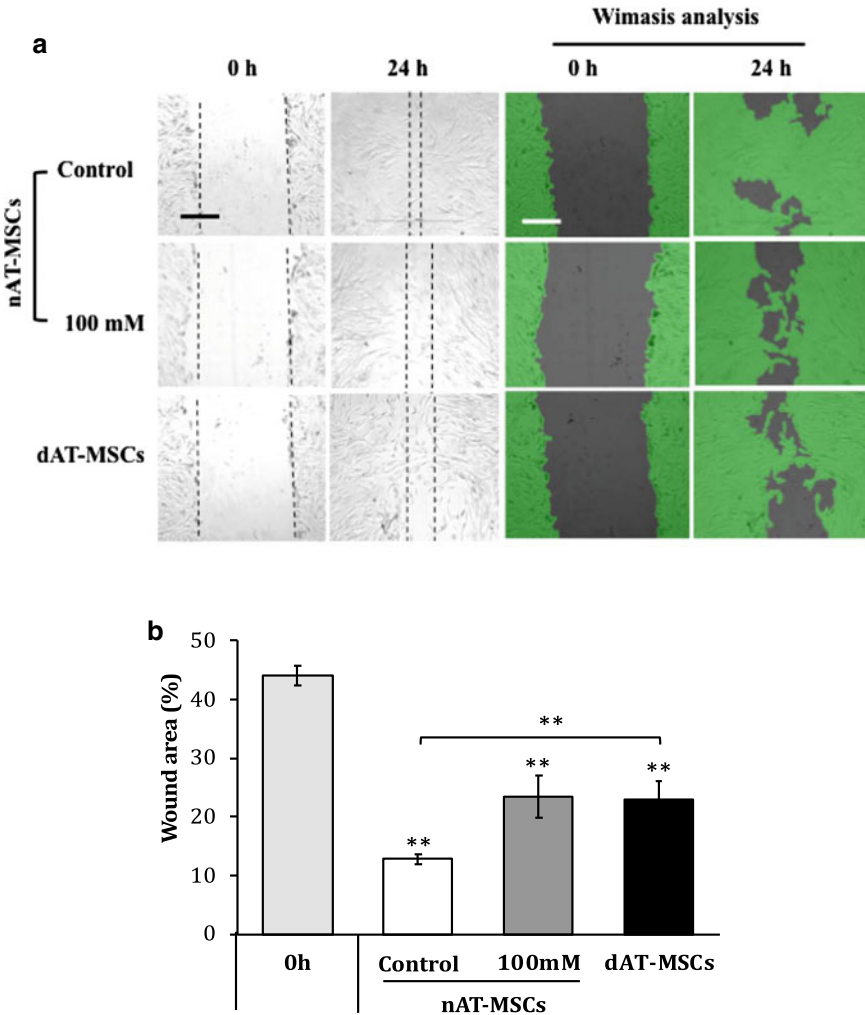 Wimasis analysis
a
0 h
24 h
0 h
24 h
Control
nAT-MSCs
100 mM
dAT-MSCs
b
50
40
30
20
10
0
Wound area (%)
**
**
**
**
0h
Control
100mM
dAT-MSCs
nAT-MSCs